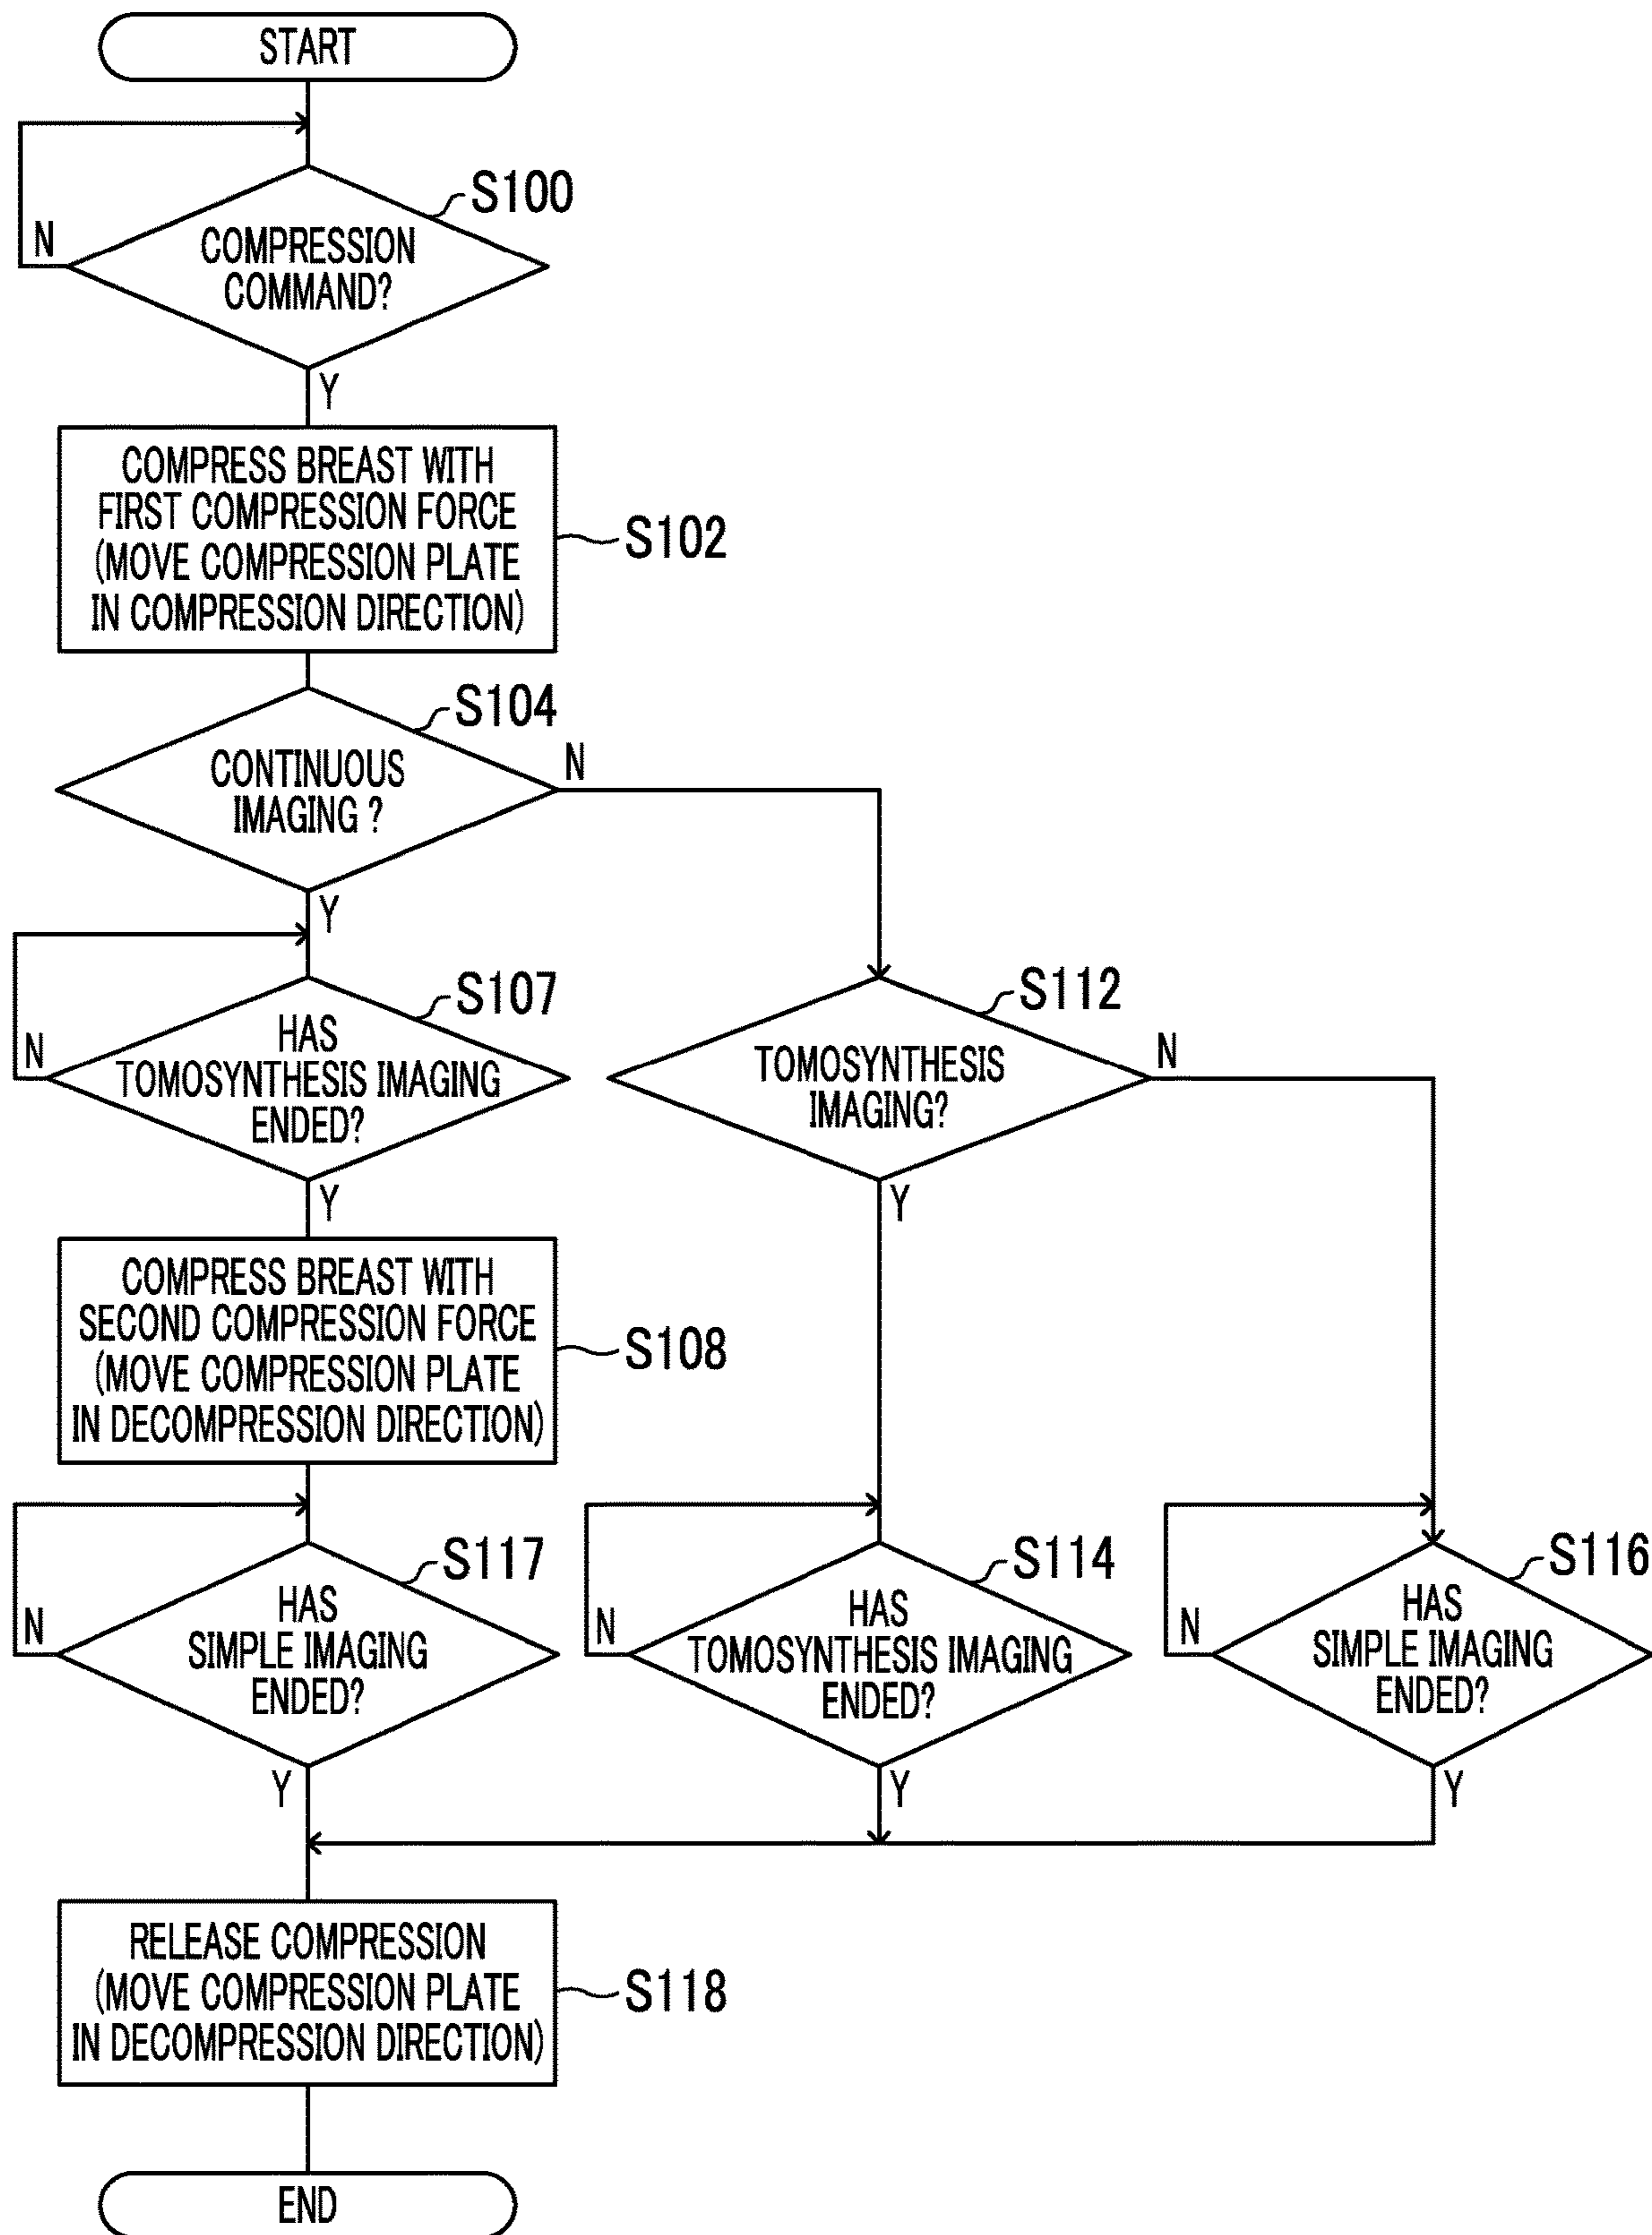 START
S100
N
COMPRESSION
COMMAND?
Y
COMPRESS BREAST WITH
FIRST COMPRESSION FORCE
(MOVE COMPRESSION PLATE
IN COMPRESSION DIRECTION)
S102
S104
CONTINUOUS
IMAGING ?
N
Y
S107
N
HAS
TOMOSYNTHESIS IMAGING
ENDED?
Y
S112
TOMOSYNTHESIS
IMAGING?
N
Y
COMPRESS BREAST WITH
SECOND COMPRESSION FORCE
(MOVE COMPRESSION PLATE
IN DECOMPRESSION DIRECTION)
S108
S117
N
HAS
SIMPLE IMAGING
ENDED?
Y
S114
N
HAS
TOMOSYNTHESIS IMAGING
ENDED?
Y
S116
N
HAS
SIMPLE IMAGING
ENDED?
Y
RELEASE COMPRESSION
(MOVE COMPRESSION PLATE
IN DECOMPRESSION DIRECTION)
S118
END